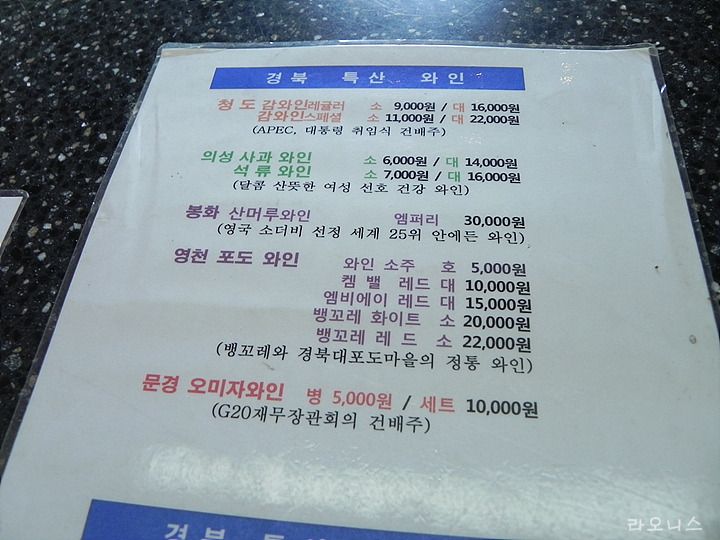 경북 특산 와인
청도 감와인레귤러 소 9,000원 / 대 16,000원
감와인스페셜 소 11,000원 / 대 22,000원
(APEC, 대통령 취임식 건배주)
의성 사과 와인 소 6,000원 / 대 14,000원
석류 와인 소 7,000원 / 대 16,000원
(달콤 산뜻한 여성 선호 건강 와인)
봉화 산머루와인 엠퍼리 30,000원
(영국 소더비 선정 세계 25위 안에든 와인)
영천 포도 와인 와인 소주 호 5,000원
켐밸 레드 대 10,000원
엠비에이 레드 대 15,000원
뱅꼬레 화이트 소 20,000원
뱅꼬레 레드 소 22,000원
(뱅꼬레와 경북대포도마을의 정통 와인)
문경 오미자와인 병 5,000원 / 세트 10,000원
(G20재무장관회의 건배주)
경북
라오니스